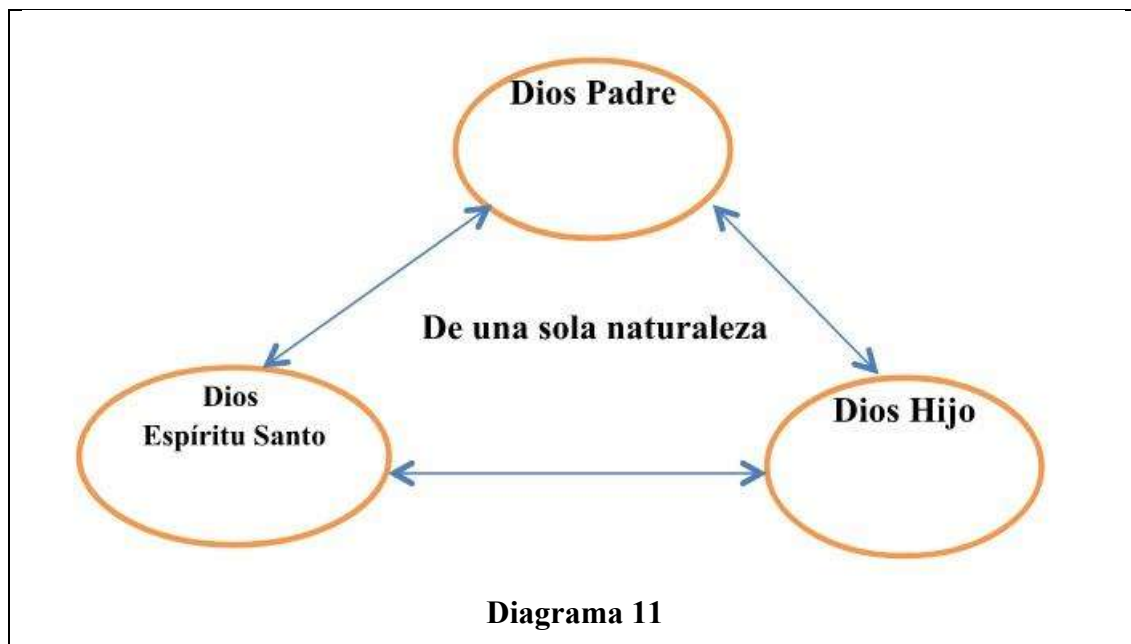 Dios Padre
De una sola naturaleza
Dios
Espíritu Santo
Dios Hijo
Diagrama 11